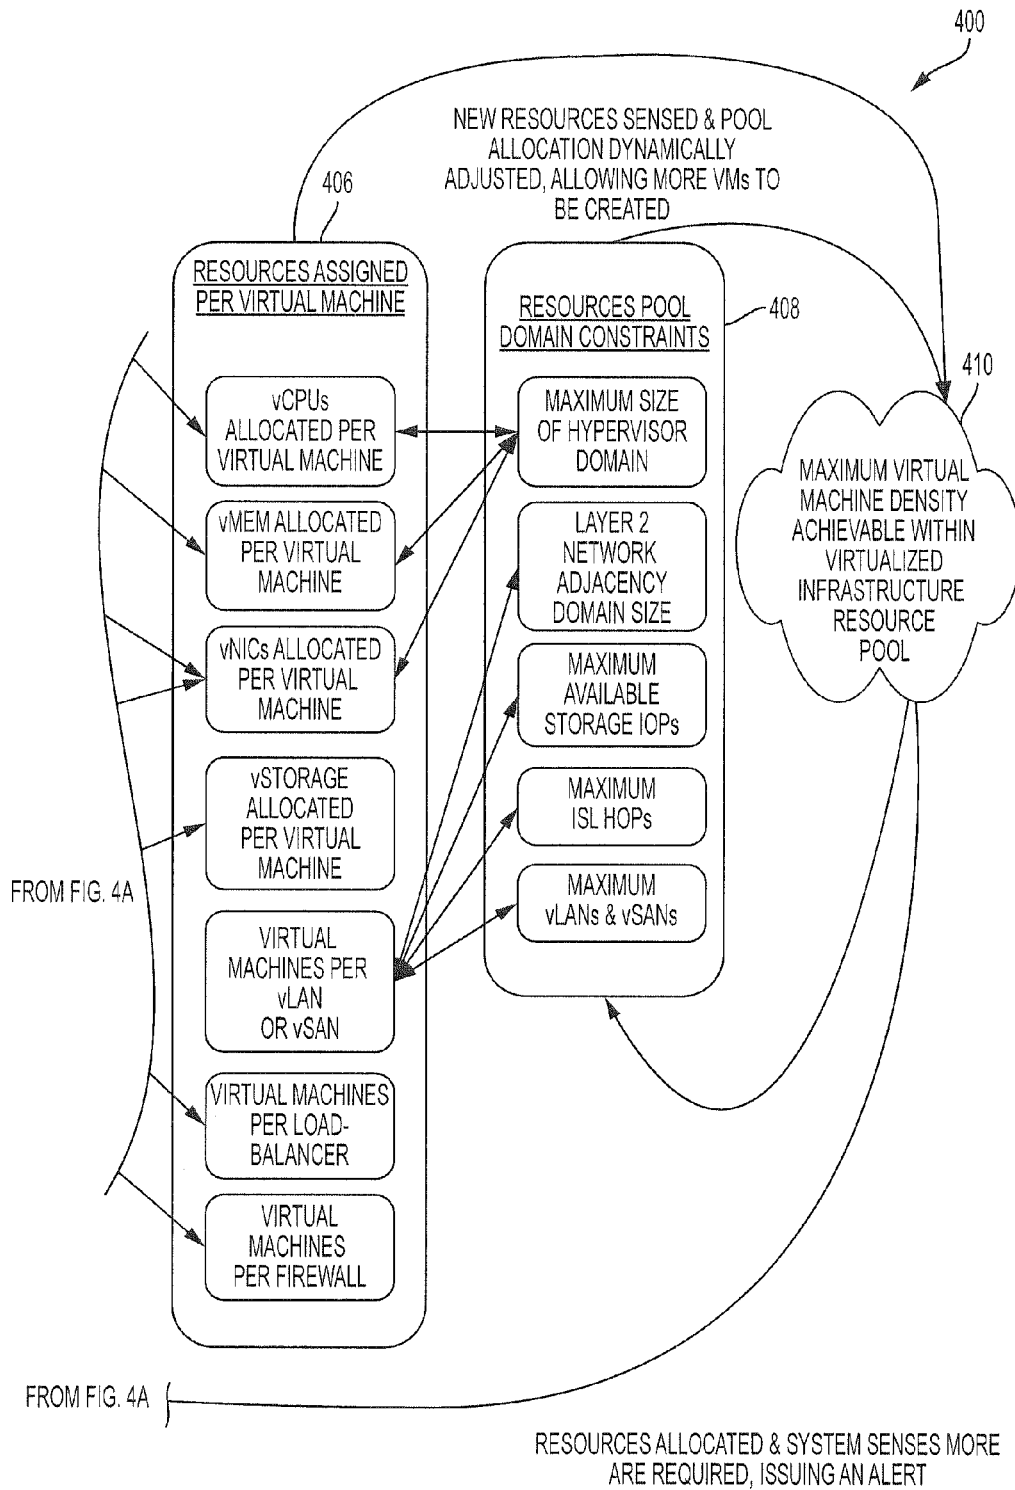 400
NEW RESOURCES SENSED & POOL
ALLOCATION DYNAMICALLY
ADJUSTED, ALLOWING MORE VMs TO
BE CREATED
406
RESOURCES ASSIGNED
PER VIRTUAL MACHINE
vCPUs
ALLOCATED PER
VIRTUAL MACHINE
vMEM ALLOCATED
PER VIRTUAL
MACHINE
vNICs ALLOCATED
PER VIRTUAL
MACHINE
vSTORAGE
ALLOCATED
PER VIRTUAL
MACHINE
VIRTUAL
MACHINES PER
vLAN
OR vSAN
VIRTUAL MACHINES
PER LOAD-
BALANCER
VIRTUAL
MACHINES
PER FIREWALL
408
RESOURCES POOL
DOMAIN CONSTRAINTS
MAXIMUM SIZE
OF HYPERVISOR
DOMAIN
LAYER 2
NETWORK
ADJACENCY
DOMAIN SIZE
MAXIMUM
AVAILABLE
STORAGE IOPs
MAXIMUM
ISL HOPs
MAXIMUM
vLANs & vSANs
410
MAXIMUM VIRTUAL
MACHINE DENSITY
ACHIEVABLE WITHIN
VIRTUALIZED
INFRASTRUCTURE
RESOURCE
POOL
FROM FIG. 4A
FROM FIG. 4A
RESOURCES ALLOCATED & SYSTEM SENSES MORE
ARE REQUIRED, ISSUING AN ALERT